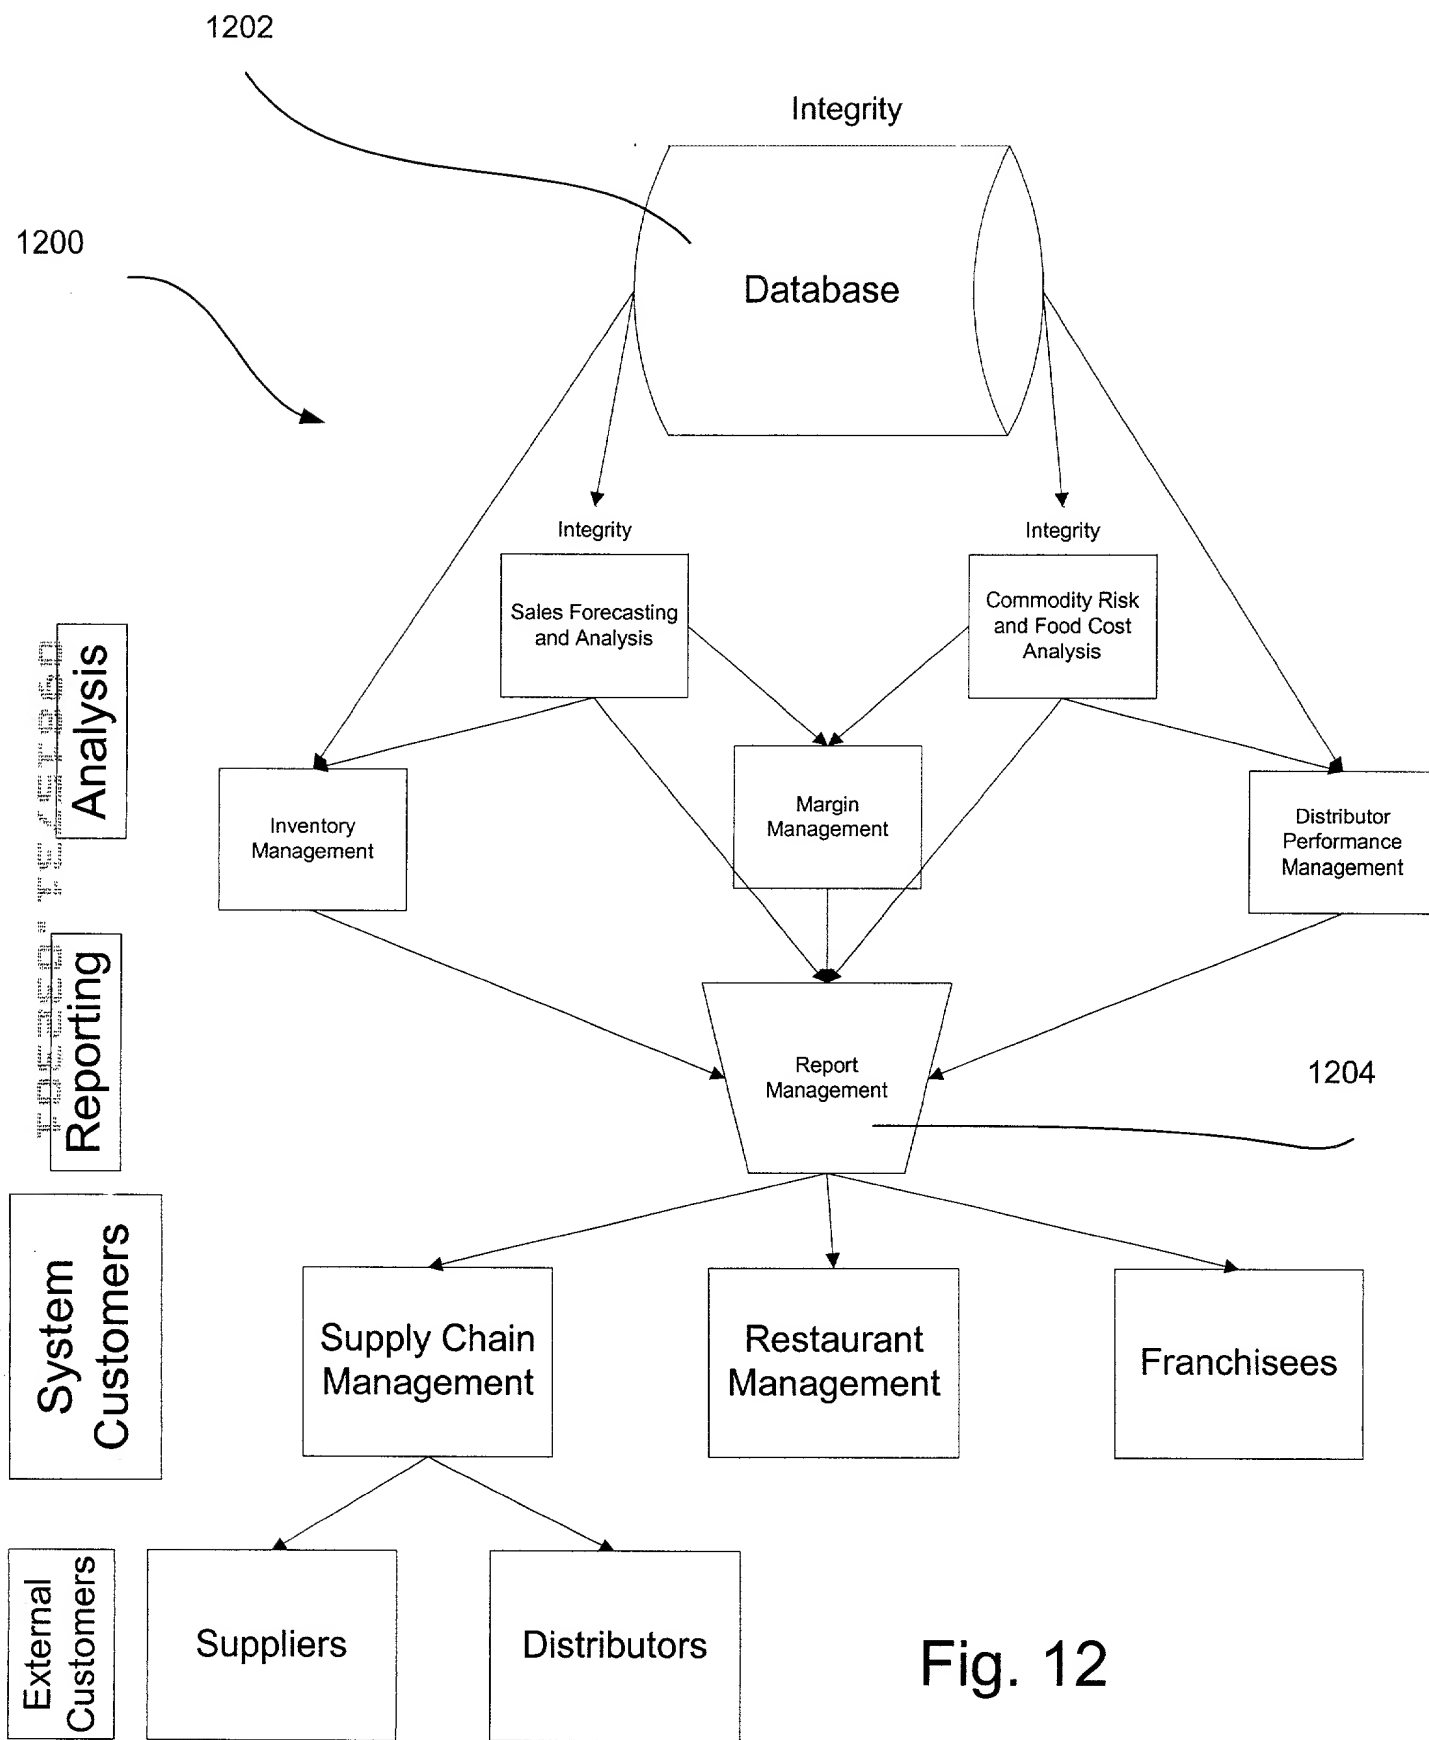 1202
Integrity
1200
Database
Integrity
Integrity
Sales Forecasting
and Analysis
Commodity Risk
and Food Cost
Analysis
Analysis
Inventory
Management
Margin
Management
Distributor
Performance
Management
Reporting
Report
Management
1204
System
Customers
Supply Chain
Management
Restaurant
Management
Franchisees
External
Customers
Suppliers
Distributors
Fig. 12